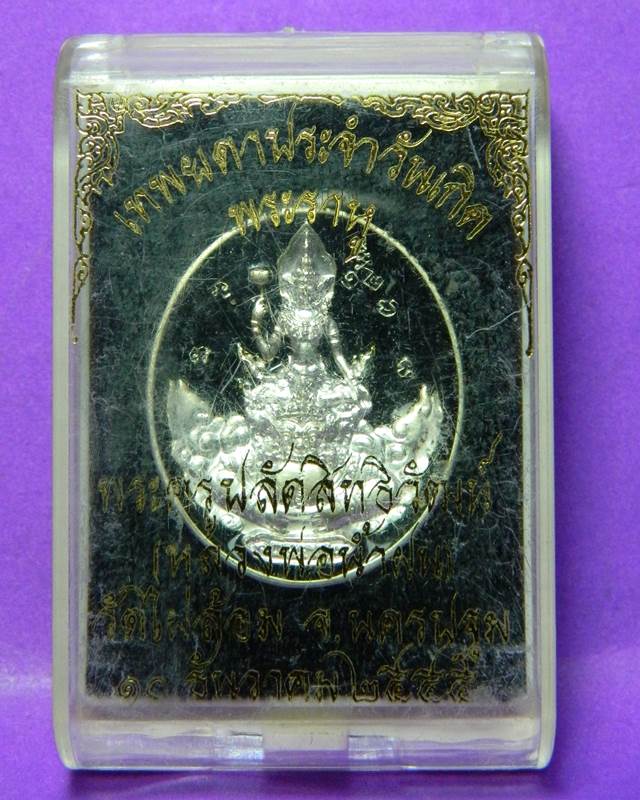 เทพผดาประจำวันเกิด
พระราหู
พระครูปลัดสิทธิวัฒน์
(หลวงพ่อน้ำฝน)
วัดไผ่ล้อม จ.นครปฐม
ธันวาคม ๒๕๕๕